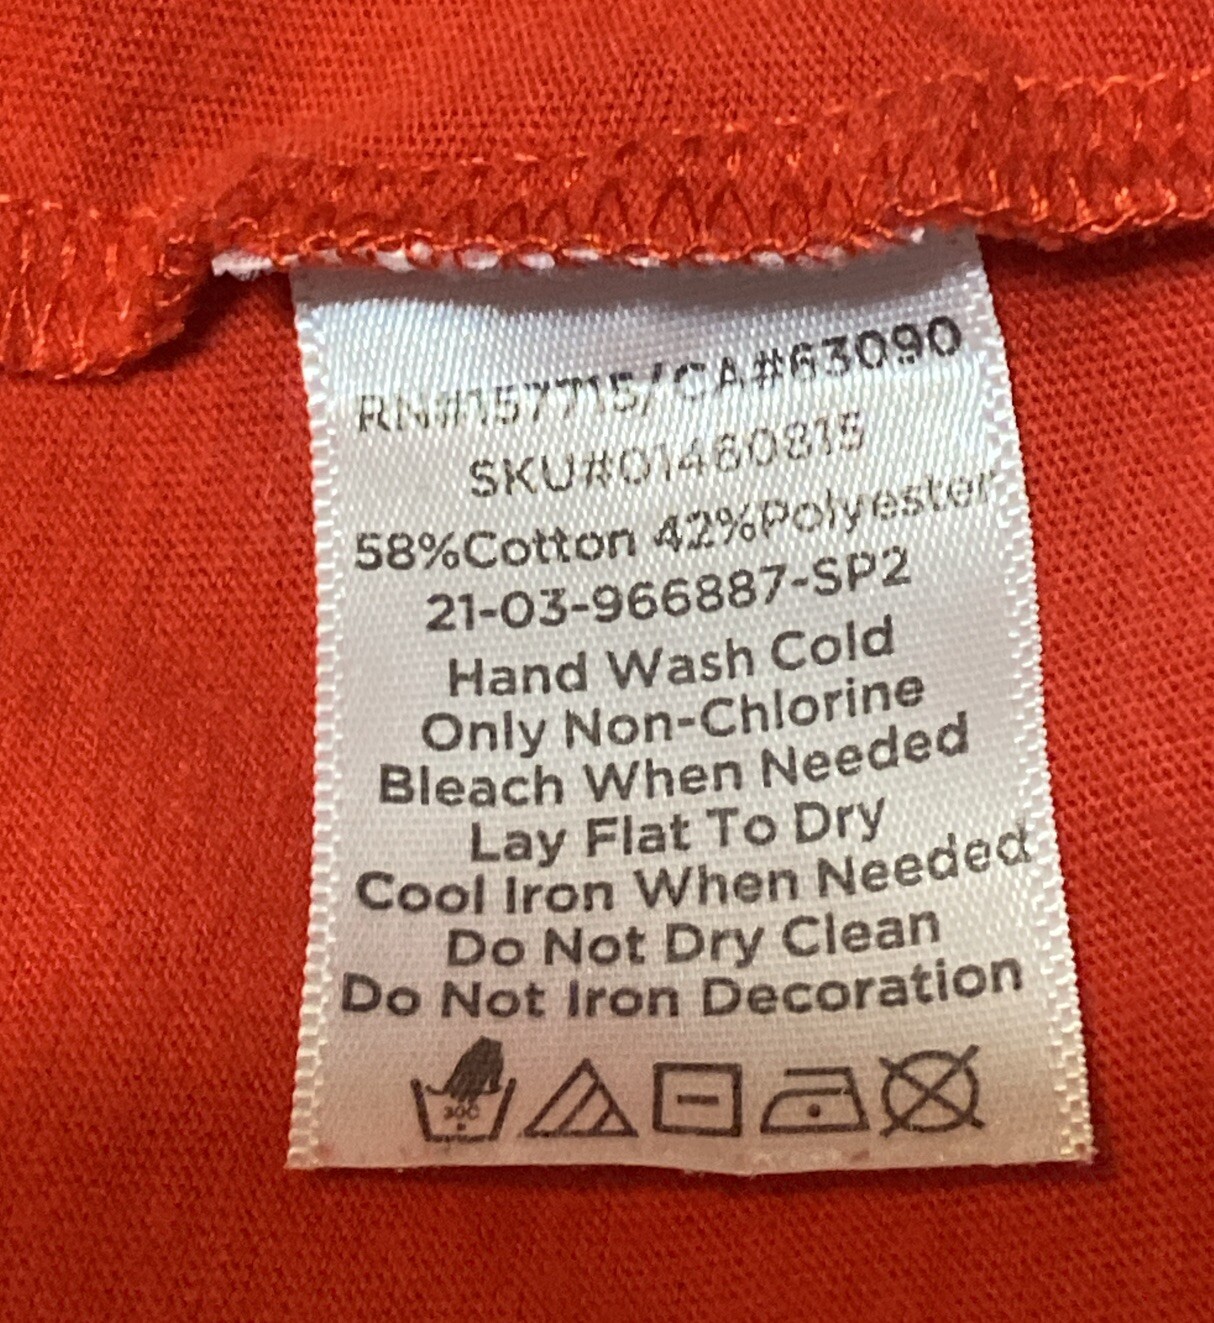 RN#157715/CA#63090
SKU#01460815
58%Cotton 42%Polyester
21-03-966887-SP2
Hand Wash Cold
Only Non-Chlorine
Bleach When Needed
Lay Flat To Dry
Cool Iron When Needed
Do Not Dry Clean
Do Not Iron Decoration
30C